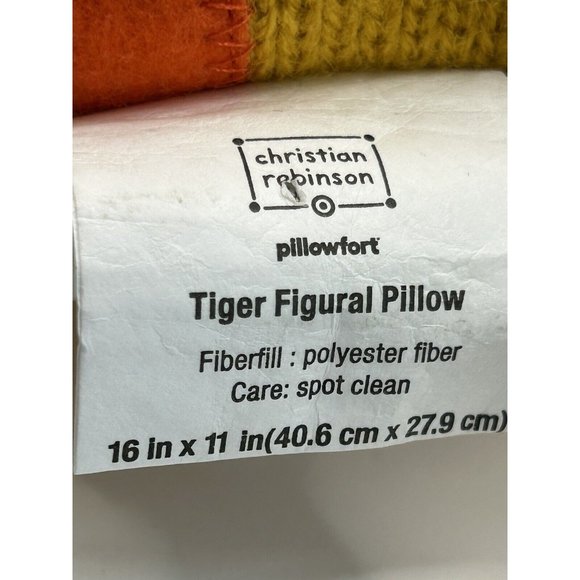 christian
robinson
pillowfort
Tiger Figural Pillow
Fiberfill : polyester fiber
Care: spot clean
16 in x 11 in(40.6 cm x 27.9 cm)